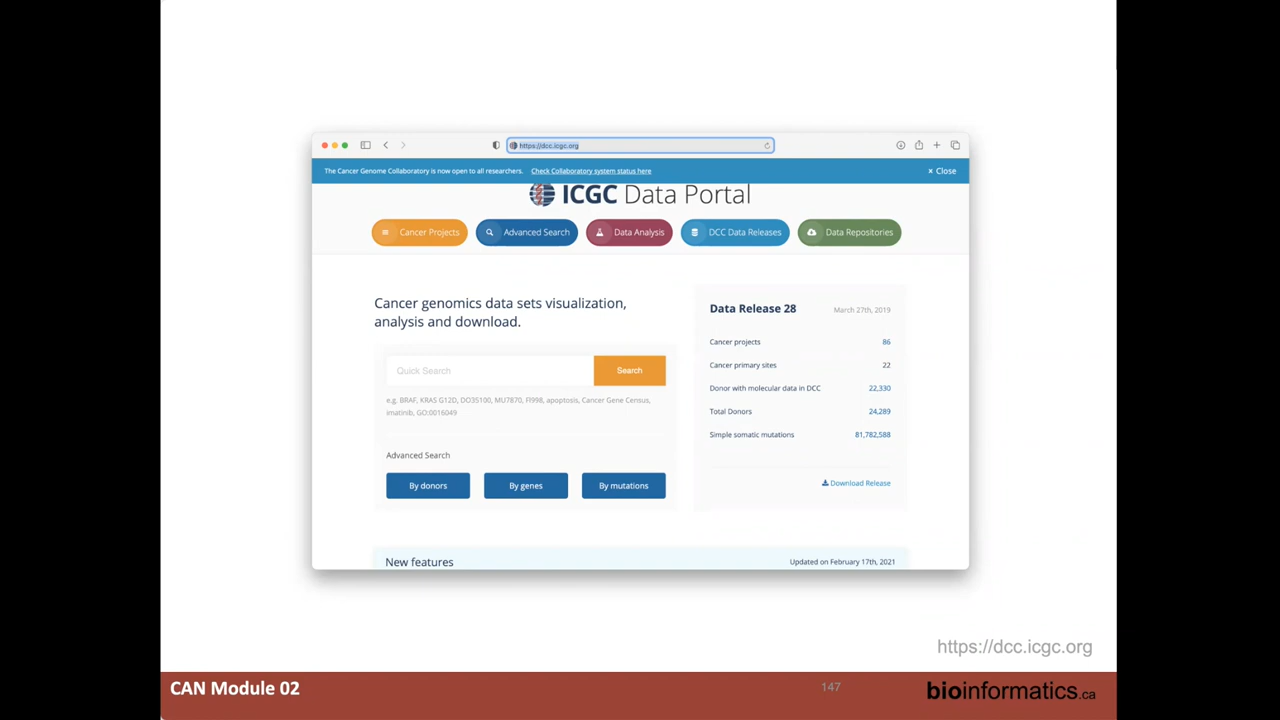 https://dcc.icgc.org
The Cancer Genome Collaboratory is now open to all researchers. Check Collaboratory system status here × Close
ICGC Data Portal
Cancer Projects Advanced Search Data Analysis DCC Data Releases Data Repositories
Cancer genomics data sets visualization,
analysis and download.
Quick Search Search
e.g. BRAF, KRAS G12D, DO35100, MU7870, FI998, apoptosis, Cancer Gene Census,
imatinib, GO:0016049
Advanced Search
By donors By genes By mutations
Data Release 28 March 27th, 2019
Cancer projects 86
Cancer primary sites 22
Donor with molecular data in DCC 22,330
Total Donors 24,289
Simple somatic mutations 81,782,588
Download Release
New features Updated on February 17th, 2021
https://dcc.icgc.org
CAN Module 02 147 bioinformatics.ca